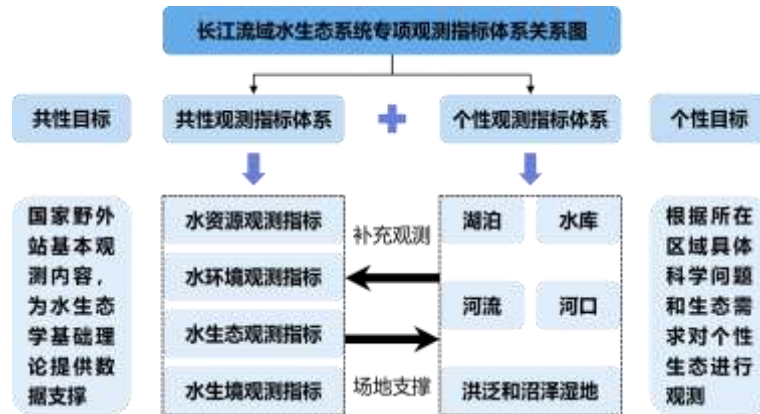 长江流域水生态系统专项观测指标体系关系图
共性目标
共性观测指标体系
个性观测指标体系
个性目标
国家野外
站基本观
测内容，
为水生态
学基础理
论提供数
据支撑
水资源观测指标
水环境观测指标
水生态观测指标
水生境观测指标
补充观测
场地支撑
湖泊
水库
河流
河口
洪泛和沼泽湿地
根据所在
区域具体
科学问题
和生态需
求对个性
生态进行
观测